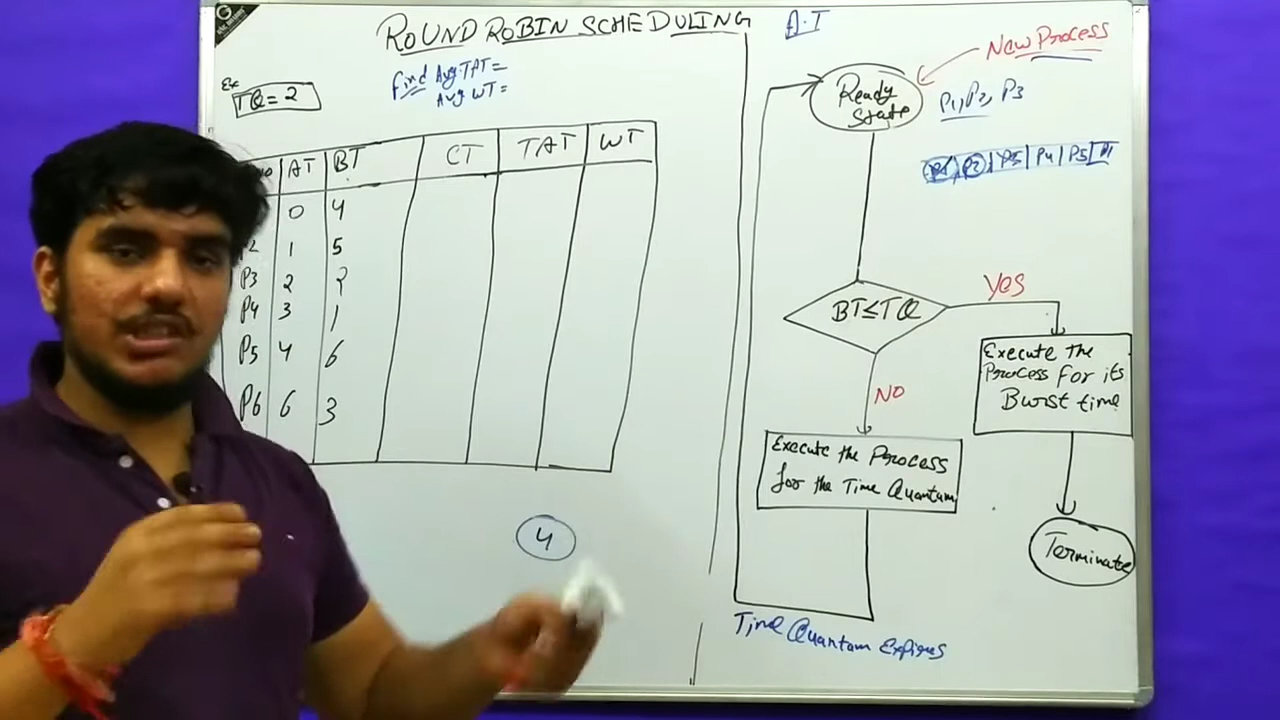 ROUND ROBIN SCHEDULING
Find Avg.TAT=
Avg WT=
Ex
TQ=2
AT BT CT TAT WT
0 4
1 5
P3 2 2
P4 3 1
P5 4 6
P6 6 3
4
A.T
New Process
Ready State
P1, P2, P3
P4 | P5 | P1
BT≤TQ
Yes
NO
Execute the
Process for its
Burst time
Execute the Process
for the Time Quantum
Terminate
Time Quantum Expires